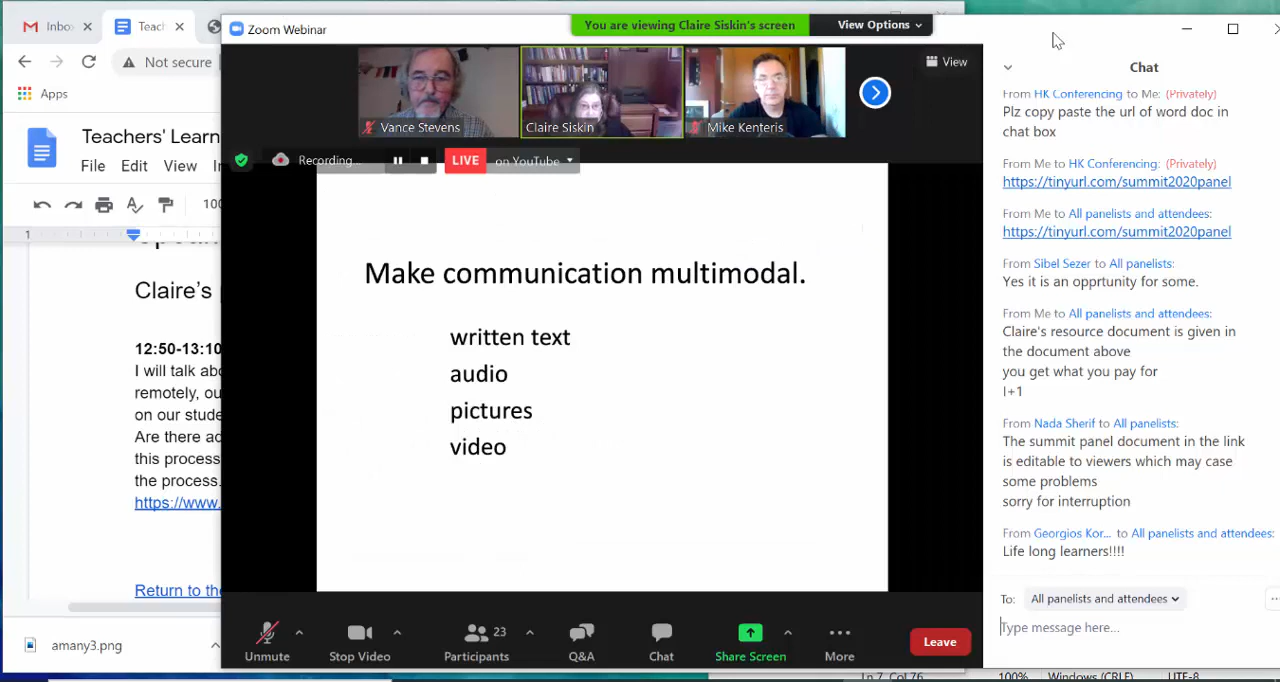 Inbo
Teach
Not secure
Apps
Teachers' Learn
File Edit View
100
1
Claire's
12:50-13:10
I will talk abo
remotely, ou
on our stude
Are there ad
this process
the process.
https://www.
Return to the
amany3.png
Zoom Webinar
You are viewing Claire Siskin's screen
View Options
Vance Stevens
Claire Siskin
Mike Kenteris
View
Recording...
LIVE on YouTube
Make communication multimodal.
written text
audio
pictures
video
Unmute
Stop Video
23
Participants
Q&A
Chat
Share Screen
More
Leave
Chat
From HK Conferencing to Me: (Privately)
Plz copy paste the url of word doc in
chat box
From Me to HK Conferencing: (Privately)
https://tinyurl.com/summit2020panel
From Me to All panelists and attendees:
https://tinyurl.com/summit2020panel
From Sibel Sezer to All panelists:
Yes it is an opprtunity for some.
From Me to All panelists and attendees:
Claire's resource document is given in
the document above
you get what you pay for
I+1
From Nada Sherif to All panelists:
The summit panel document in the link
is editable to viewers which may case
some problems
sorry for interruption
From Georgios Kor... to All panelists and attendees:
Life long learners!!!!
To: All panelists and attendees
Type message here...
Ln 7, Col 76
100%
Windows (CRLF)
UTF-8